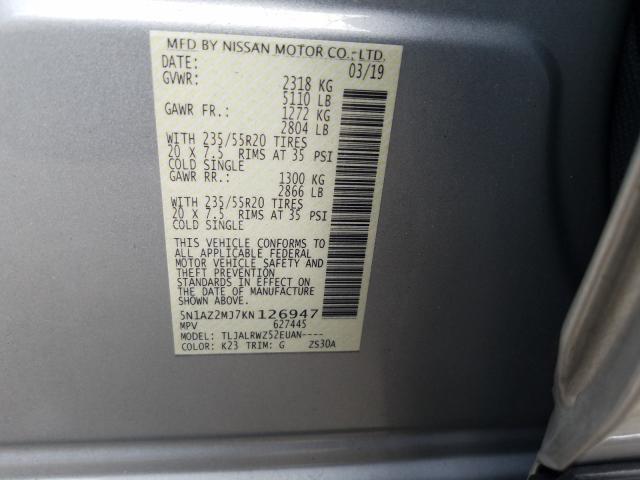 MFD BY NISSAN MOTOR CO., LTD.
DATE: 03/19
GVWR: 2318 KG
5110 LB
GAWR FR.: 1272 KG
2804 LB
WITH 235/55R20 TIRES
20 X 7.5 RIMS AT 35 PSI
COLD SINGLE
GAWR RR.: 1300 KG
2866 LB
WITH 235/55R20 TIRES
20 X 7.5 RIMS AT 35 PSI
COLD SINGLE
THIS VEHICLE CONFORMS TO
ALL APPLICABLE FEDERAL
MOTOR VEHICLE SAFETY AND
THEFT PREVENTION
STANDARDS IN EFFECT ON
THE DATE OF MANUFACTURE
SHOWN ABOVE.
5N1AZ2MJ7KN126947
MPV 627445
MODEL: TLJALRWZ52EUAN----
COLOR: K23 TRIM: G ZS30A